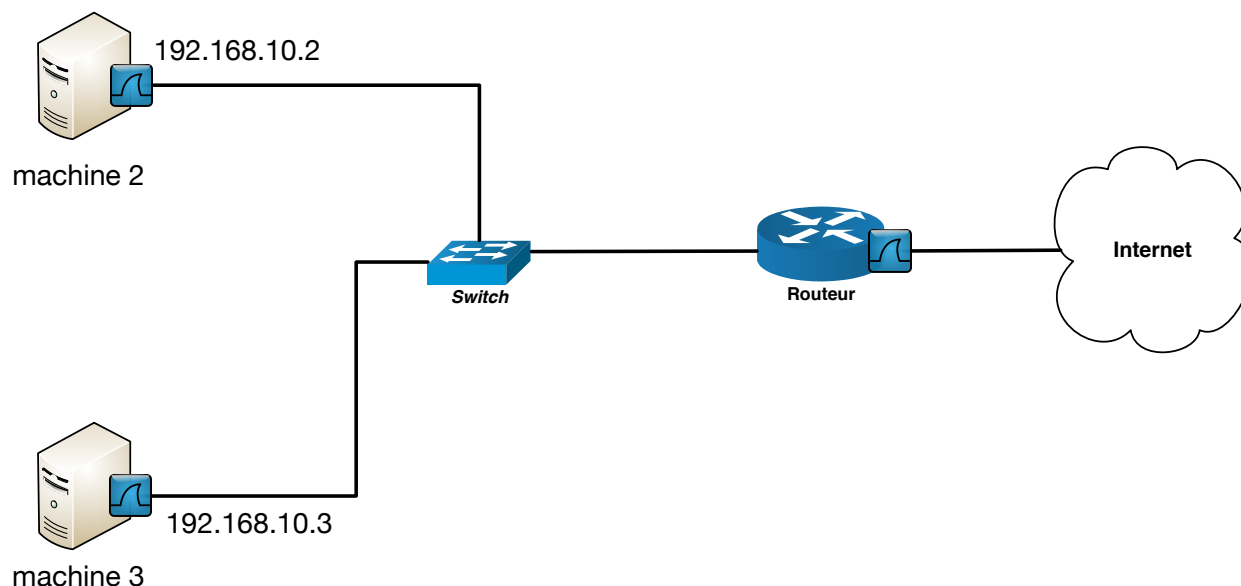 192.168.10.2
machine 2
Switch
Routeur
Internet
192.168.10.3
machine 3